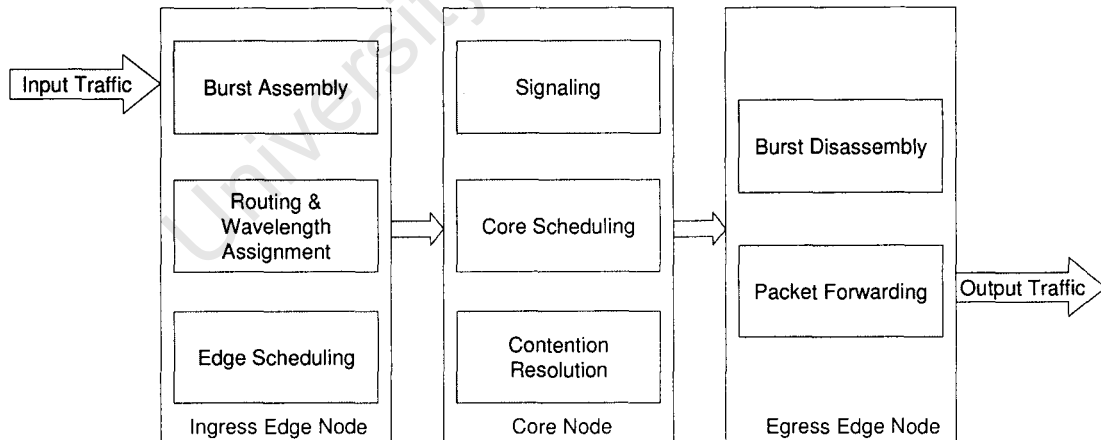 Input Traffic
Burst Assembly
Routing &
Wavelength
Assignment
Edge Scheduling
Ingress Edge Node
Signaling
Core Scheduling
Contention
Resolution
Core Node
Burst Disassembly
Packet Forwarding
Egress Edge Node
Output Traffic
University